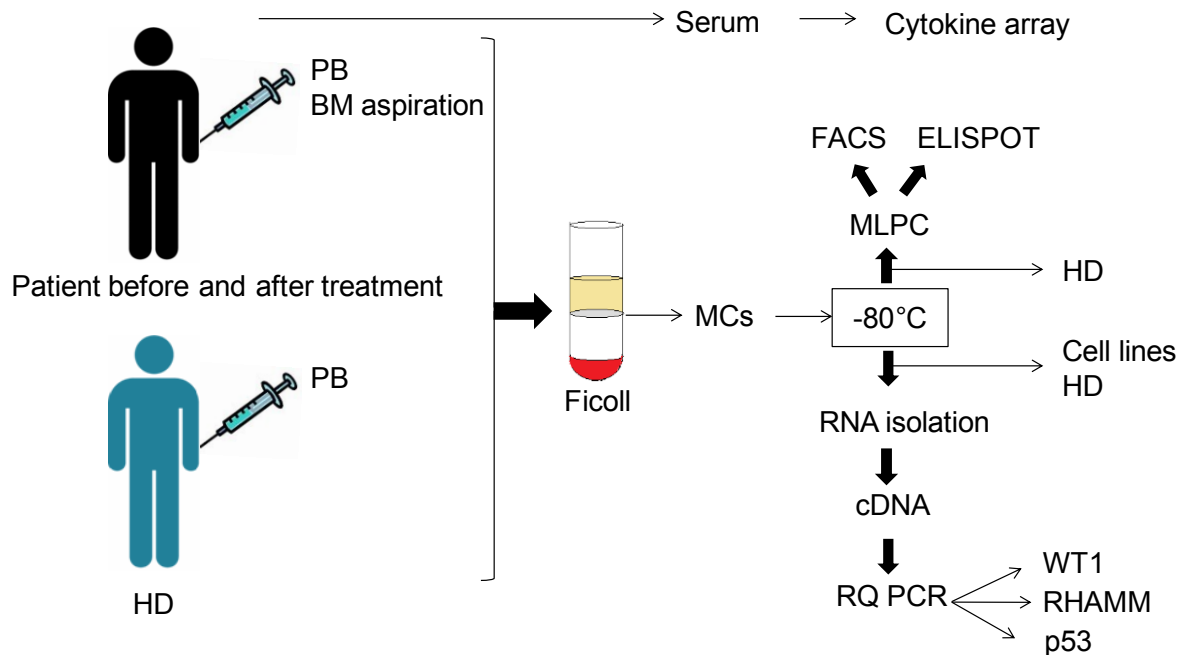 Serum
Cytokine array
PB
BM aspiration
Patient before and after treatment
PB
HD
Ficoll
MCs
-80°C
FACS
ELISPOT
MLPC
HD
Cell lines
HD
RNA isolation
cDNA
RQ PCR
WT1
RHAMM
p53